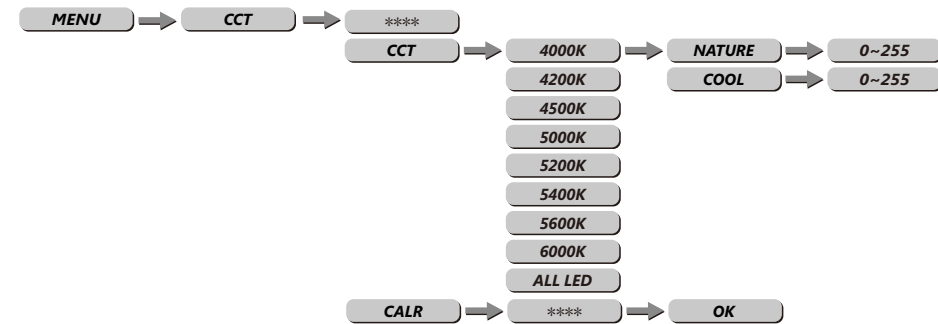 MENU CCT ****
CCT 4000K NATURE 0~255
4200K COOL 0~255
4500K
5000K
5200K
5400K
5600K
6000K
ALL LED
CALR **** OK